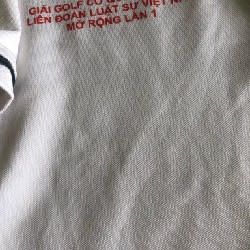 GIẢI GOLF
LIÊN ĐOÀN LUẬT SƯ VIỆT
MỞ RỘNG LẦN 1